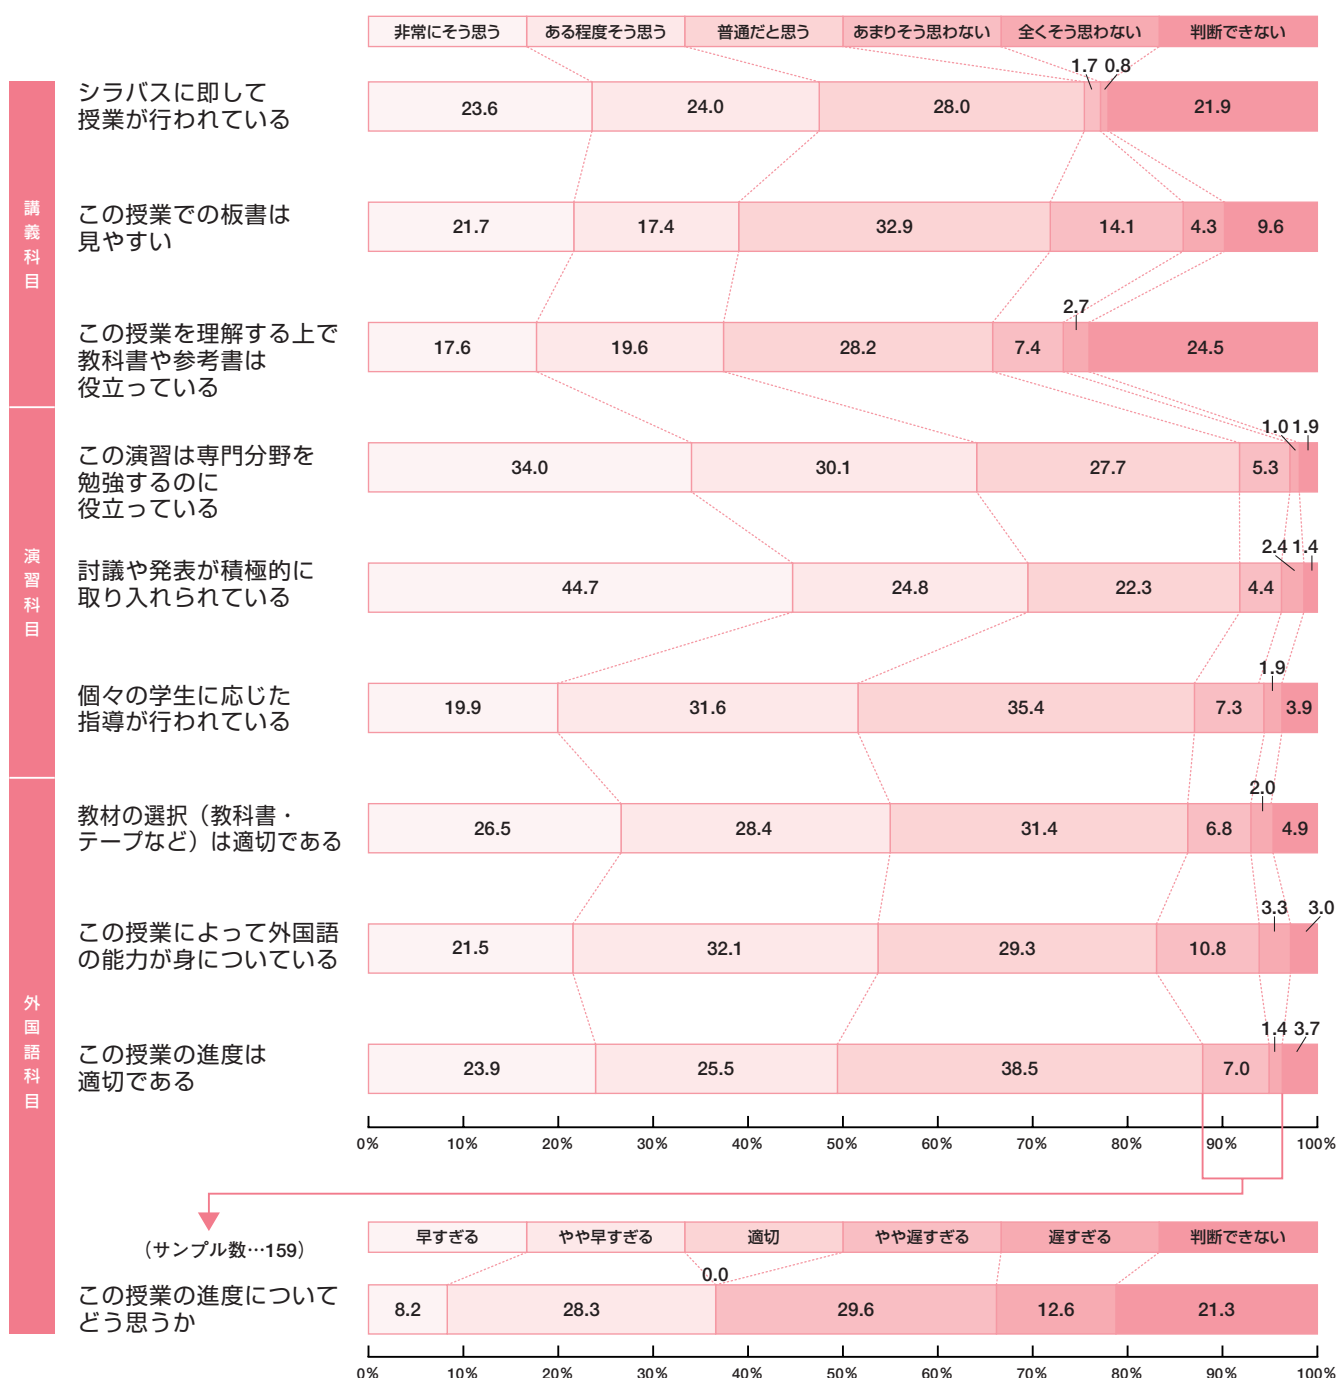 非常にそう思う ある程度そう思う 普通だと思う あまりそう思わない 全くそう思わない 判断できない
講義科目
シラバスに即して
授業が行われている
23.6 24.0 28.0 1.7 0.8 21.9
この授業での板書は
見やすい
21.7 17.4 32.9 14.1 4.3 9.6
この授業を理解する上で
教科書や参考書は
役立っている
17.6 19.6 28.2 7.4 2.7 24.5
演習科目
この演習は専門分野を
勉強するのに
役立っている
34.0 30.1 27.7 5.3 1.0 1.9
討議や発表が積極的に
取り入れられている
44.7 24.8 22.3 4.4 2.4 1.4
個々の学生に応じた
指導が行われている
19.9 31.6 35.4 7.3 1.9 3.9
外国語科目
教材の選択（教科書・
テープなど）は適切である
26.5 28.4 31.4 6.8 2.0 4.9
この授業によって外国語
の能力が身についている
21.5 32.1 29.3 10.8 3.3 3.0
この授業の進度は
適切である
23.9 25.5 38.5 7.0 1.4 3.7
0% 10% 20% 30% 40% 50% 60% 70% 80% 90% 100%
（サンプル数…159）
早すぎる やや早すぎる 適切 やや遅すぎる 遅すぎる 判断できない
この授業の進度について
どう思うか
8.2 28.3 0.0 29.6 12.6 21.3
0% 10% 20% 30% 40% 50% 60% 70% 80% 90% 100%